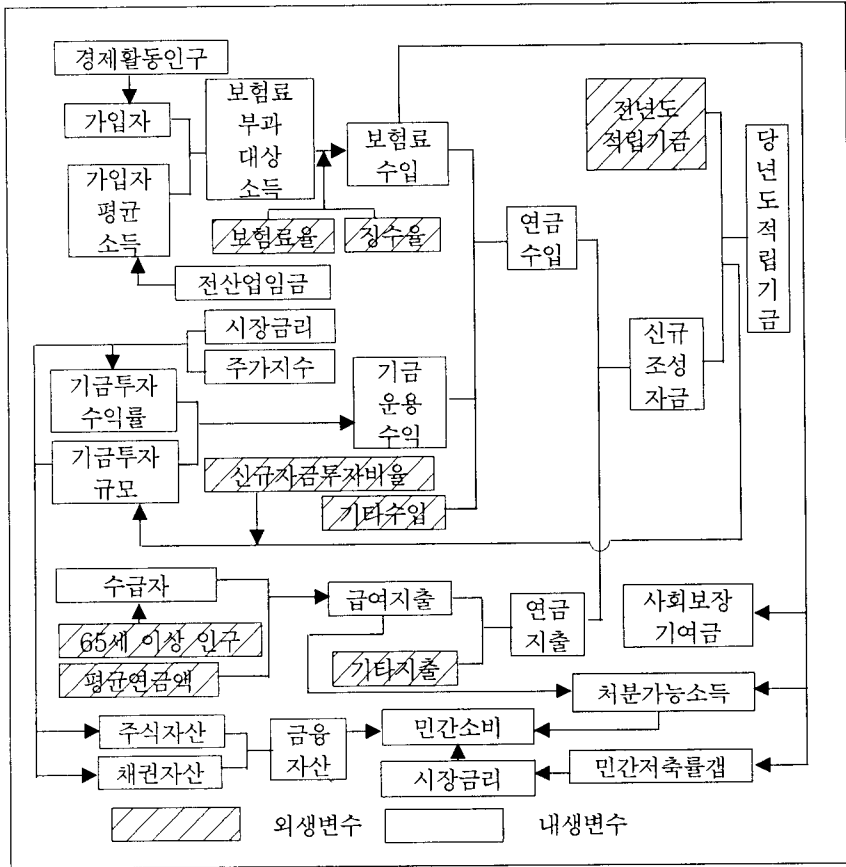 경제활동인구
가입자
가입자
평균
소득
보험료
부과
대상
소득
보험료
수입
보험료율
징수율
전산업임금
전년도
적립기금
당
년
도
적
립
기
금
연금
수입
시장금리
주가지수
신규
조성
자금
기금투자
수익률
기금
운용
수익
기금투자
규모
신규자금투자비율
기타수입
수급자
65세 이상 인구
평균연금액
급여지출
기타지출
연금
지출
사회보장
기여금
처분가능소득
주식자산
채권자산
금융
자산
민간소비
시장금리
민간저축률갭
외생변수
내생변수